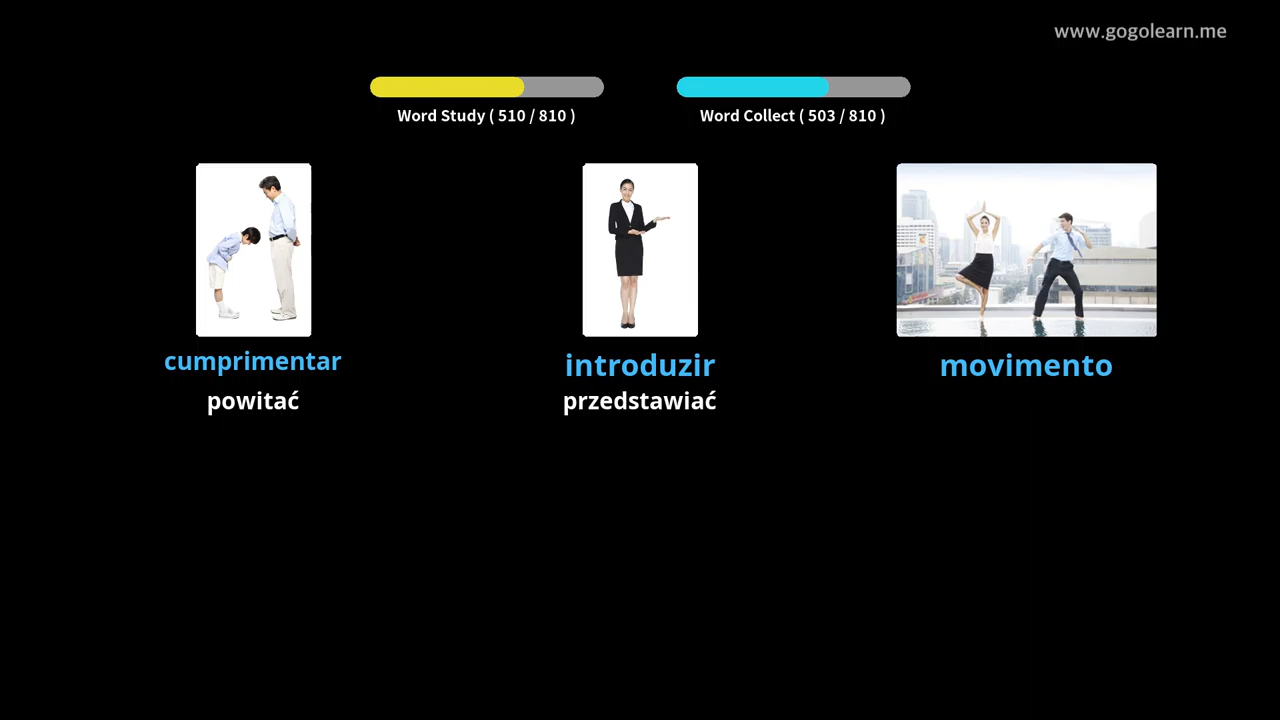 www.gogolearn.me
Word Study ( 510 / 810 )
Word Collect ( 503 / 810 )
cumprimentar
powitać
introduzir
przedstawiać
movimento